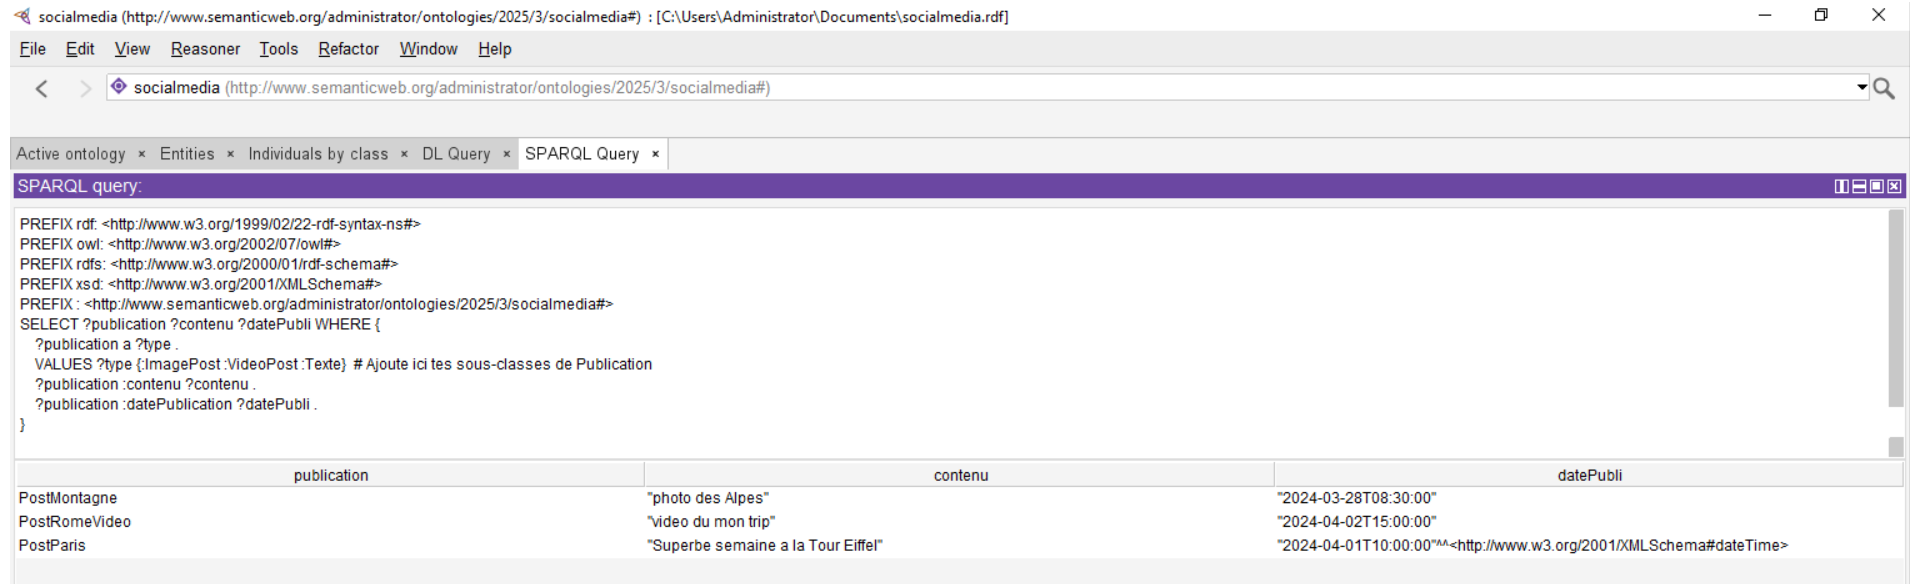 socialmedia (http://www.semanticweb.org/administrator/ontologies/2025/3/socialmedia#) : [C:\Users\Administrator\Documents\socialmedia.rdf]
File Edit View Reasoner Tools Refactor Window Help
socialmedia (http://www.semanticweb.org/administrator/ontologies/2025/3/socialmedia#)
Active ontology × Entities × Individuals by class × DL Query × SPARQL Query ×
SPARQL query:
PREFIX rdf: <http://www.w3.org/1999/02/22-rdf-syntax-ns#>
PREFIX owl: <http://www.w3.org/2002/07/owl#>
PREFIX rdfs: <http://www.w3.org/2000/01/rdf-schema#>
PREFIX xsd: <http://www.w3.org/2001/XMLSchema#>
PREFIX : <http://www.semanticweb.org/administrator/ontologies/2025/3/socialmedia#>
SELECT ?publication ?contenu ?datePubli WHERE {
?publication a ?type .
VALUES ?type {:ImagePost :VideoPost :Texte} # Ajoute ici tes sous-classes de Publication
?publication :contenu ?contenu .
?publication :datePublication ?datePubli .
}
publication contenu datePubli
PostMontagne "photo des Alpes" "2024-03-28T08:30:00"
PostRomeVideo "video du mon trip" "2024-04-02T15:00:00"
PostParis "Superbe semaine a la Tour Eiffel" "2024-04-01T10:00:00"^^<http://www.w3.org/2001/XMLSchema#dateTime>